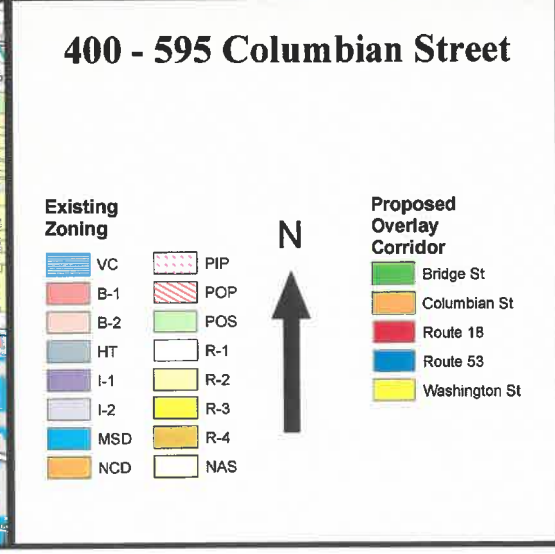 400 - 595 Columbian Street
Existing
Zoning
VC
B-1
B-2
HT
I-1
I-2
MSD
NCD
PIP
POP
POS
R-1
R-2
R-3
R-4
NAS
N
Proposed
Overlay
Corridor
Bridge St
Columbian St
Route 18
Route 53
Washington St